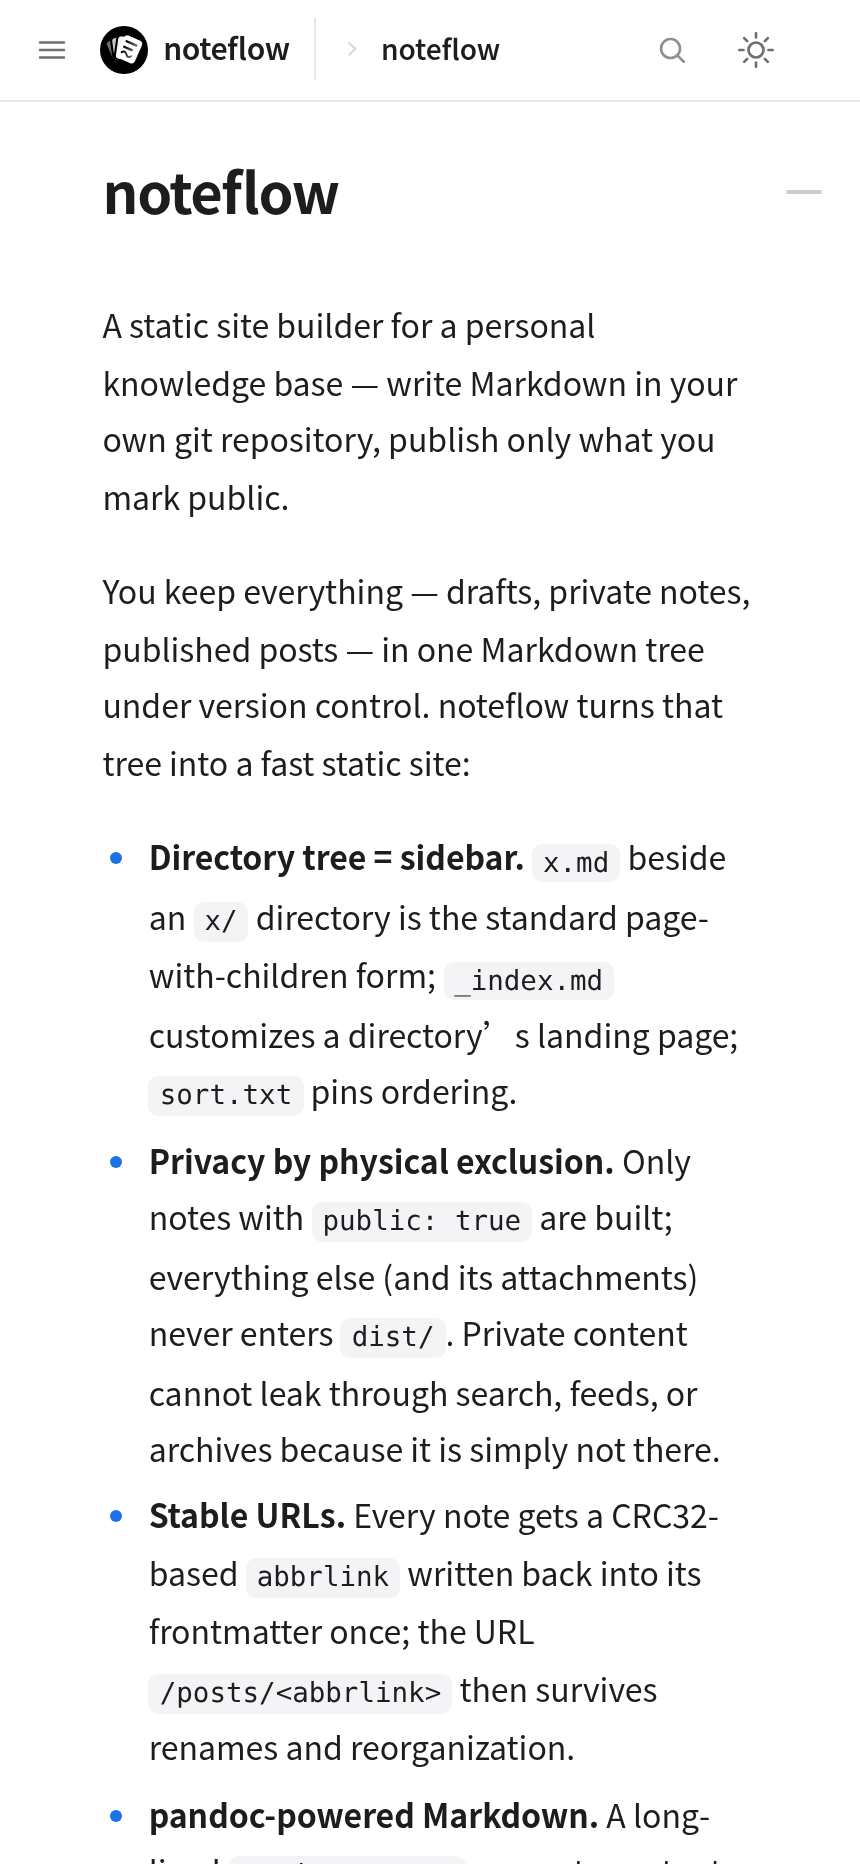 noteflow
noteflow
noteflow
A static site builder for a personal
knowledge base — write Markdown in your
own git repository, publish only what you
mark public.
You keep everything — drafts, private notes,
published posts — in one Markdown tree
under version control. noteflow turns that
tree into a fast static site:
Directory tree = sidebar. x.md beside
an x/ directory is the standard page-
with-children form; _index.md
customizes a directory’s landing page;
sort.txt pins ordering.
Privacy by physical exclusion. Only
notes with public: true are built;
everything else (and its attachments)
never enters dist/. Private content
cannot leak through search, feeds, or
archives because it is simply not there.
Stable URLs. Every note gets a CRC32-
based abbrlink written back into its
frontmatter once; the URL
/posts/<abbrlink> then survives
renames and reorganization.
pandoc-powered Markdown. A long-